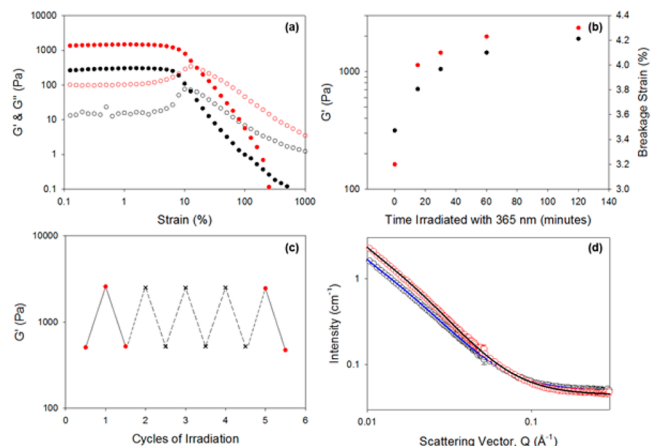 (a)
10000
1000
100
10
1
0.1
G' & G" (Pa)
0.1 1 10 100 1000
Strain (%)
(b)
1000
100
G' (Pa)
4.4
4.2
4.0
3.8
3.6
3.4
3.2
3.0
Breakage Strain (%)
0 20 40 60 80 100 120 140
Time Irradiated with 365 nm (minutes)
(c)
10000
1000
100
G' (Pa)
0 1 2 3 4 5 6
Cycles of Irradiation
(d)
1
0.1
Intensity (cm⁻¹)
0.01 0.1
Scattering Vector, Q (Å⁻¹)